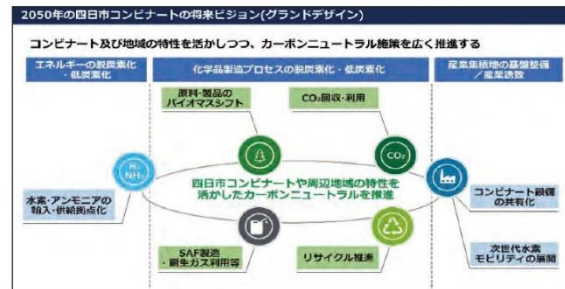 2050年の四日市コンビナートの将来ビジョン(グランドデザイン)
コンビナート及び地域の特性を活かしつつ、カーボンニュートラル施策を広く推進する
エネルギーの脱炭素化
・低炭素化
化学品製造プロセスの脱炭素化・低炭素化
産業集積地の基盤整備
/産業誘致
原料・製品の
バイオマスシフト
CO₂回収・利用
H₂
NH₃
CO₂
四日市コンビナートや周辺地域の特性を
活かしたカーボンニュートラルを推進
水素・アンモニアの
輸入・供給拠点化
コンビナート設備
の共有化
SAF製造
・副生ガス利用等
リサイクル推進
次世代水素
モビリティの展開